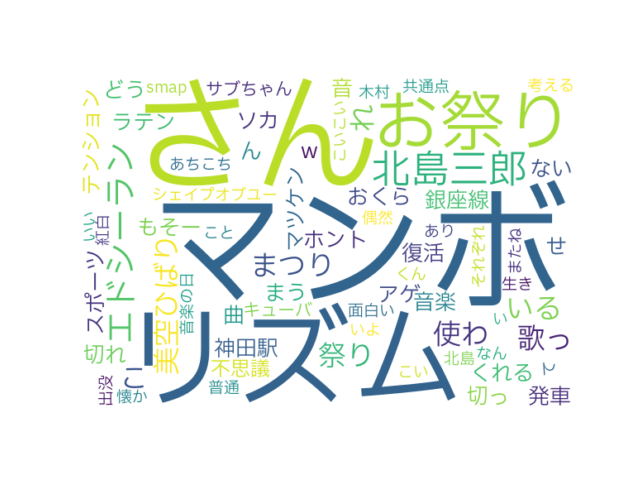 どう
smap
サブちゃん
音
木村
共通点
考える
さん
お祭り
テンション
ラテン
ソカ
れ
っこっこ
あちこち
ん
w
北島三郎
ない
エドシーラン
シェイプオブユー
マツケン
おくら
銀座線
いい
紅白
もそー
こと
ホント
偶然
あり
それぞれ
またね
せ
マンボ
スポーツ
美空ひばり
音楽の日
まつり
復活
くん
生き
アゲ
音楽
いる
まう
曲
キューバ
面白い
い
リズム
神田駅
祭り
いよ
使わ
歌っ
切れ
こ
不思議
北島
なん
くれる
て
出没
懐か
普通
こい
切っ
発車